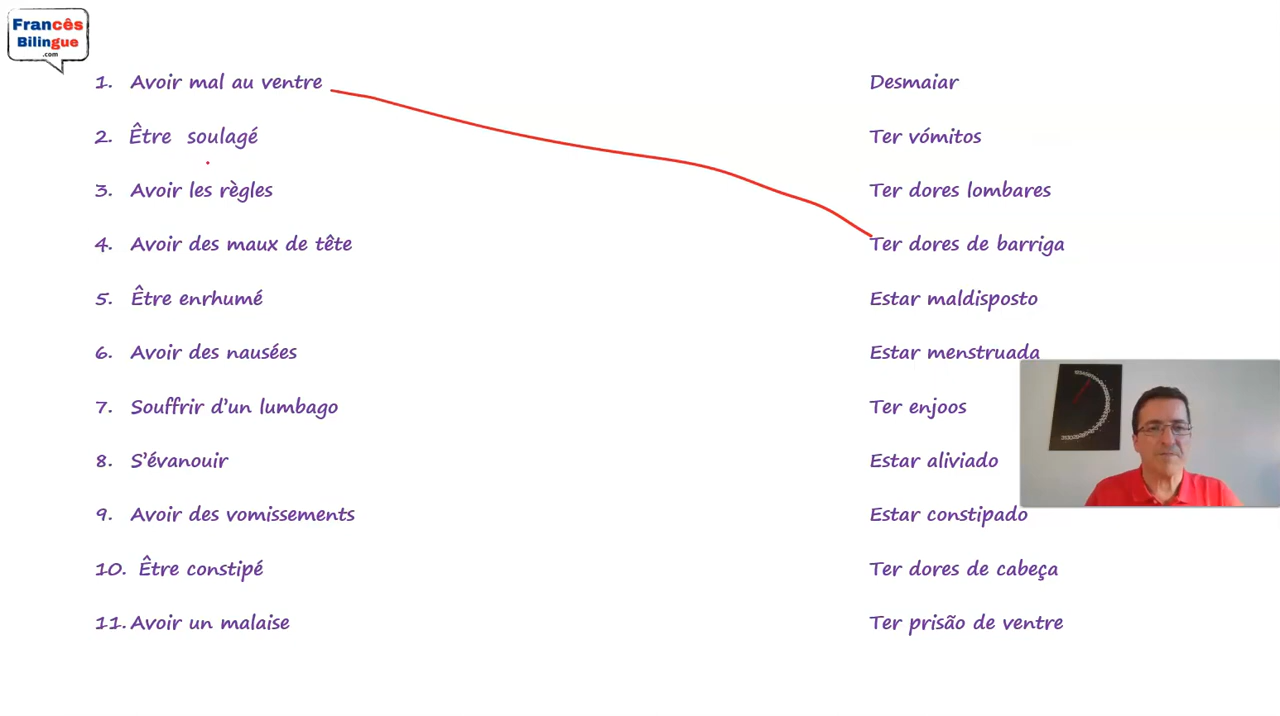 Francês
Bilingue
.com
1. Avoir mal au ventre
Desmaiar
2. Être soulagé
Ter vómitos
3. Avoir les règles
Ter dores lombares
4. Avoir des maux de tête
Ter dores de barriga
5. Être enrhumé
Estar maldisposto
6. Avoir des nausées
Estar menstruada
7. Souffrir d'un lumbago
Ter enjoos
8. S'évanouir
Estar aliviado
9. Avoir des vomissements
Estar constipado
10. Être constipé
Ter dores de cabeça
11. Avoir un malaise
Ter prisão de ventre